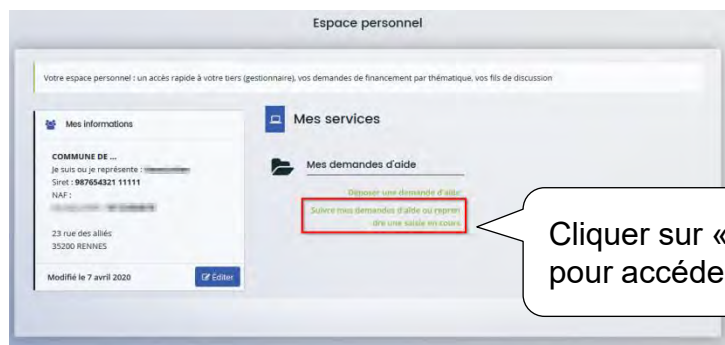 Espace personnel
Votre espace personnel : un accès rapide à votre tiers (gestionnaire), vos demandes de financement par thématique, vos fils de discussion
Mes informations
COMMUNE DE ...
Je suis ou je représente :
Siret : 987654321 11111
NAF :
23 rue des alliés
35200 RENNES
Modifié le 7 avril 2020
Éditer
Mes services
Mes demandes d'aide
Déposer une demande d'aide
Suivre mes demandes d'aide ou repren
dre une saisie en cours
Cliquer sur «
pour accéde